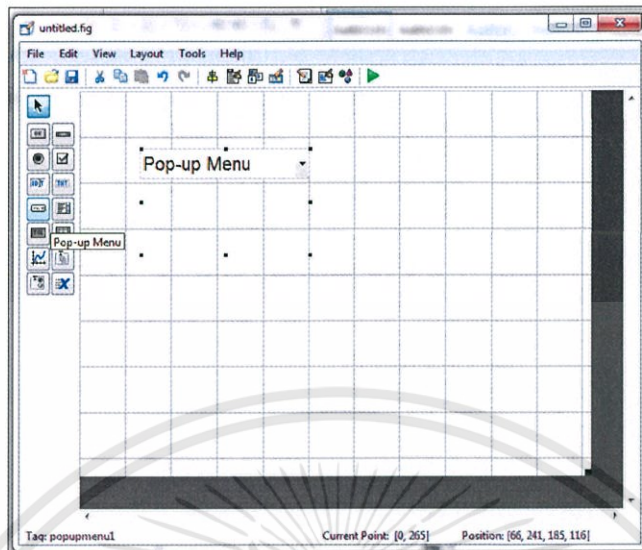 untitled.fig
File Edit View Layout Tools Help
Pop-up Menu
Pop-up Menu
Tag: popupmenu1 Current Point: [0, 265] Position: [66, 241, 185, 116]